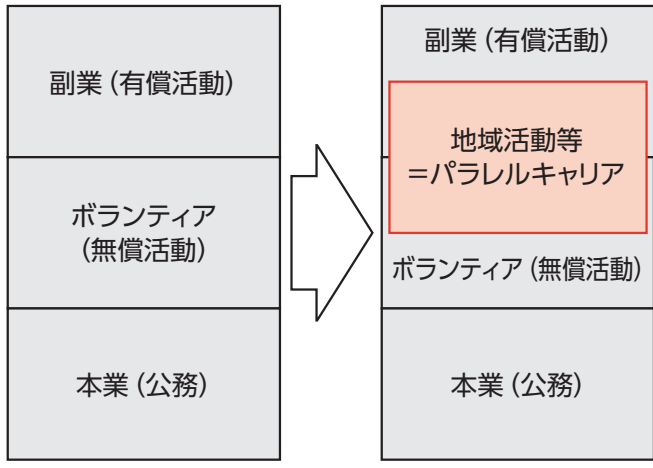 副業（有償活動）
ボランティア
（無償活動）
本業（公務）
副業（有償活動）
地域活動等
＝パラレルキャリア
ボランティア（無償活動）
本業（公務）